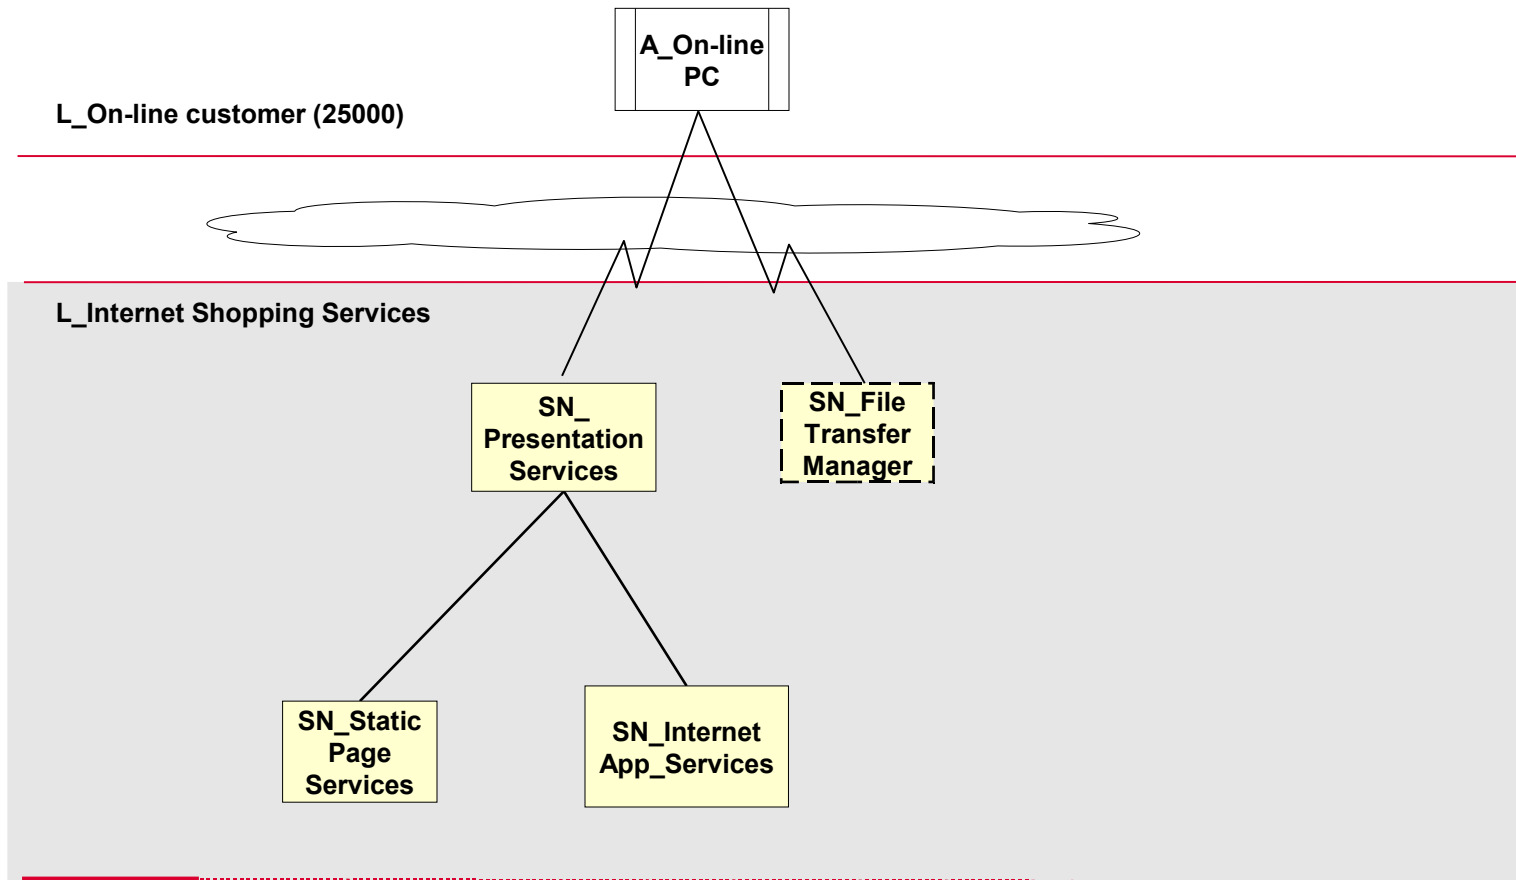 A_On-line
PC
L_On-line customer (25000)
L_Internet Shopping Services
SN_
Presentation
Services
SN_File
Transfer
Manager
SN_Static
Page
Services
SN_Internet
App_Services